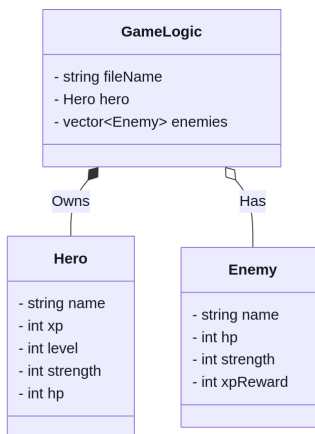 GameLogic
- string fileName
- Hero hero
- vector<Enemy> enemies
Owns
Has
Hero
- string name
- int xp
- int level
- int strength
- int hp
Enemy
- string name
- int hp
- int strength
- int xpReward